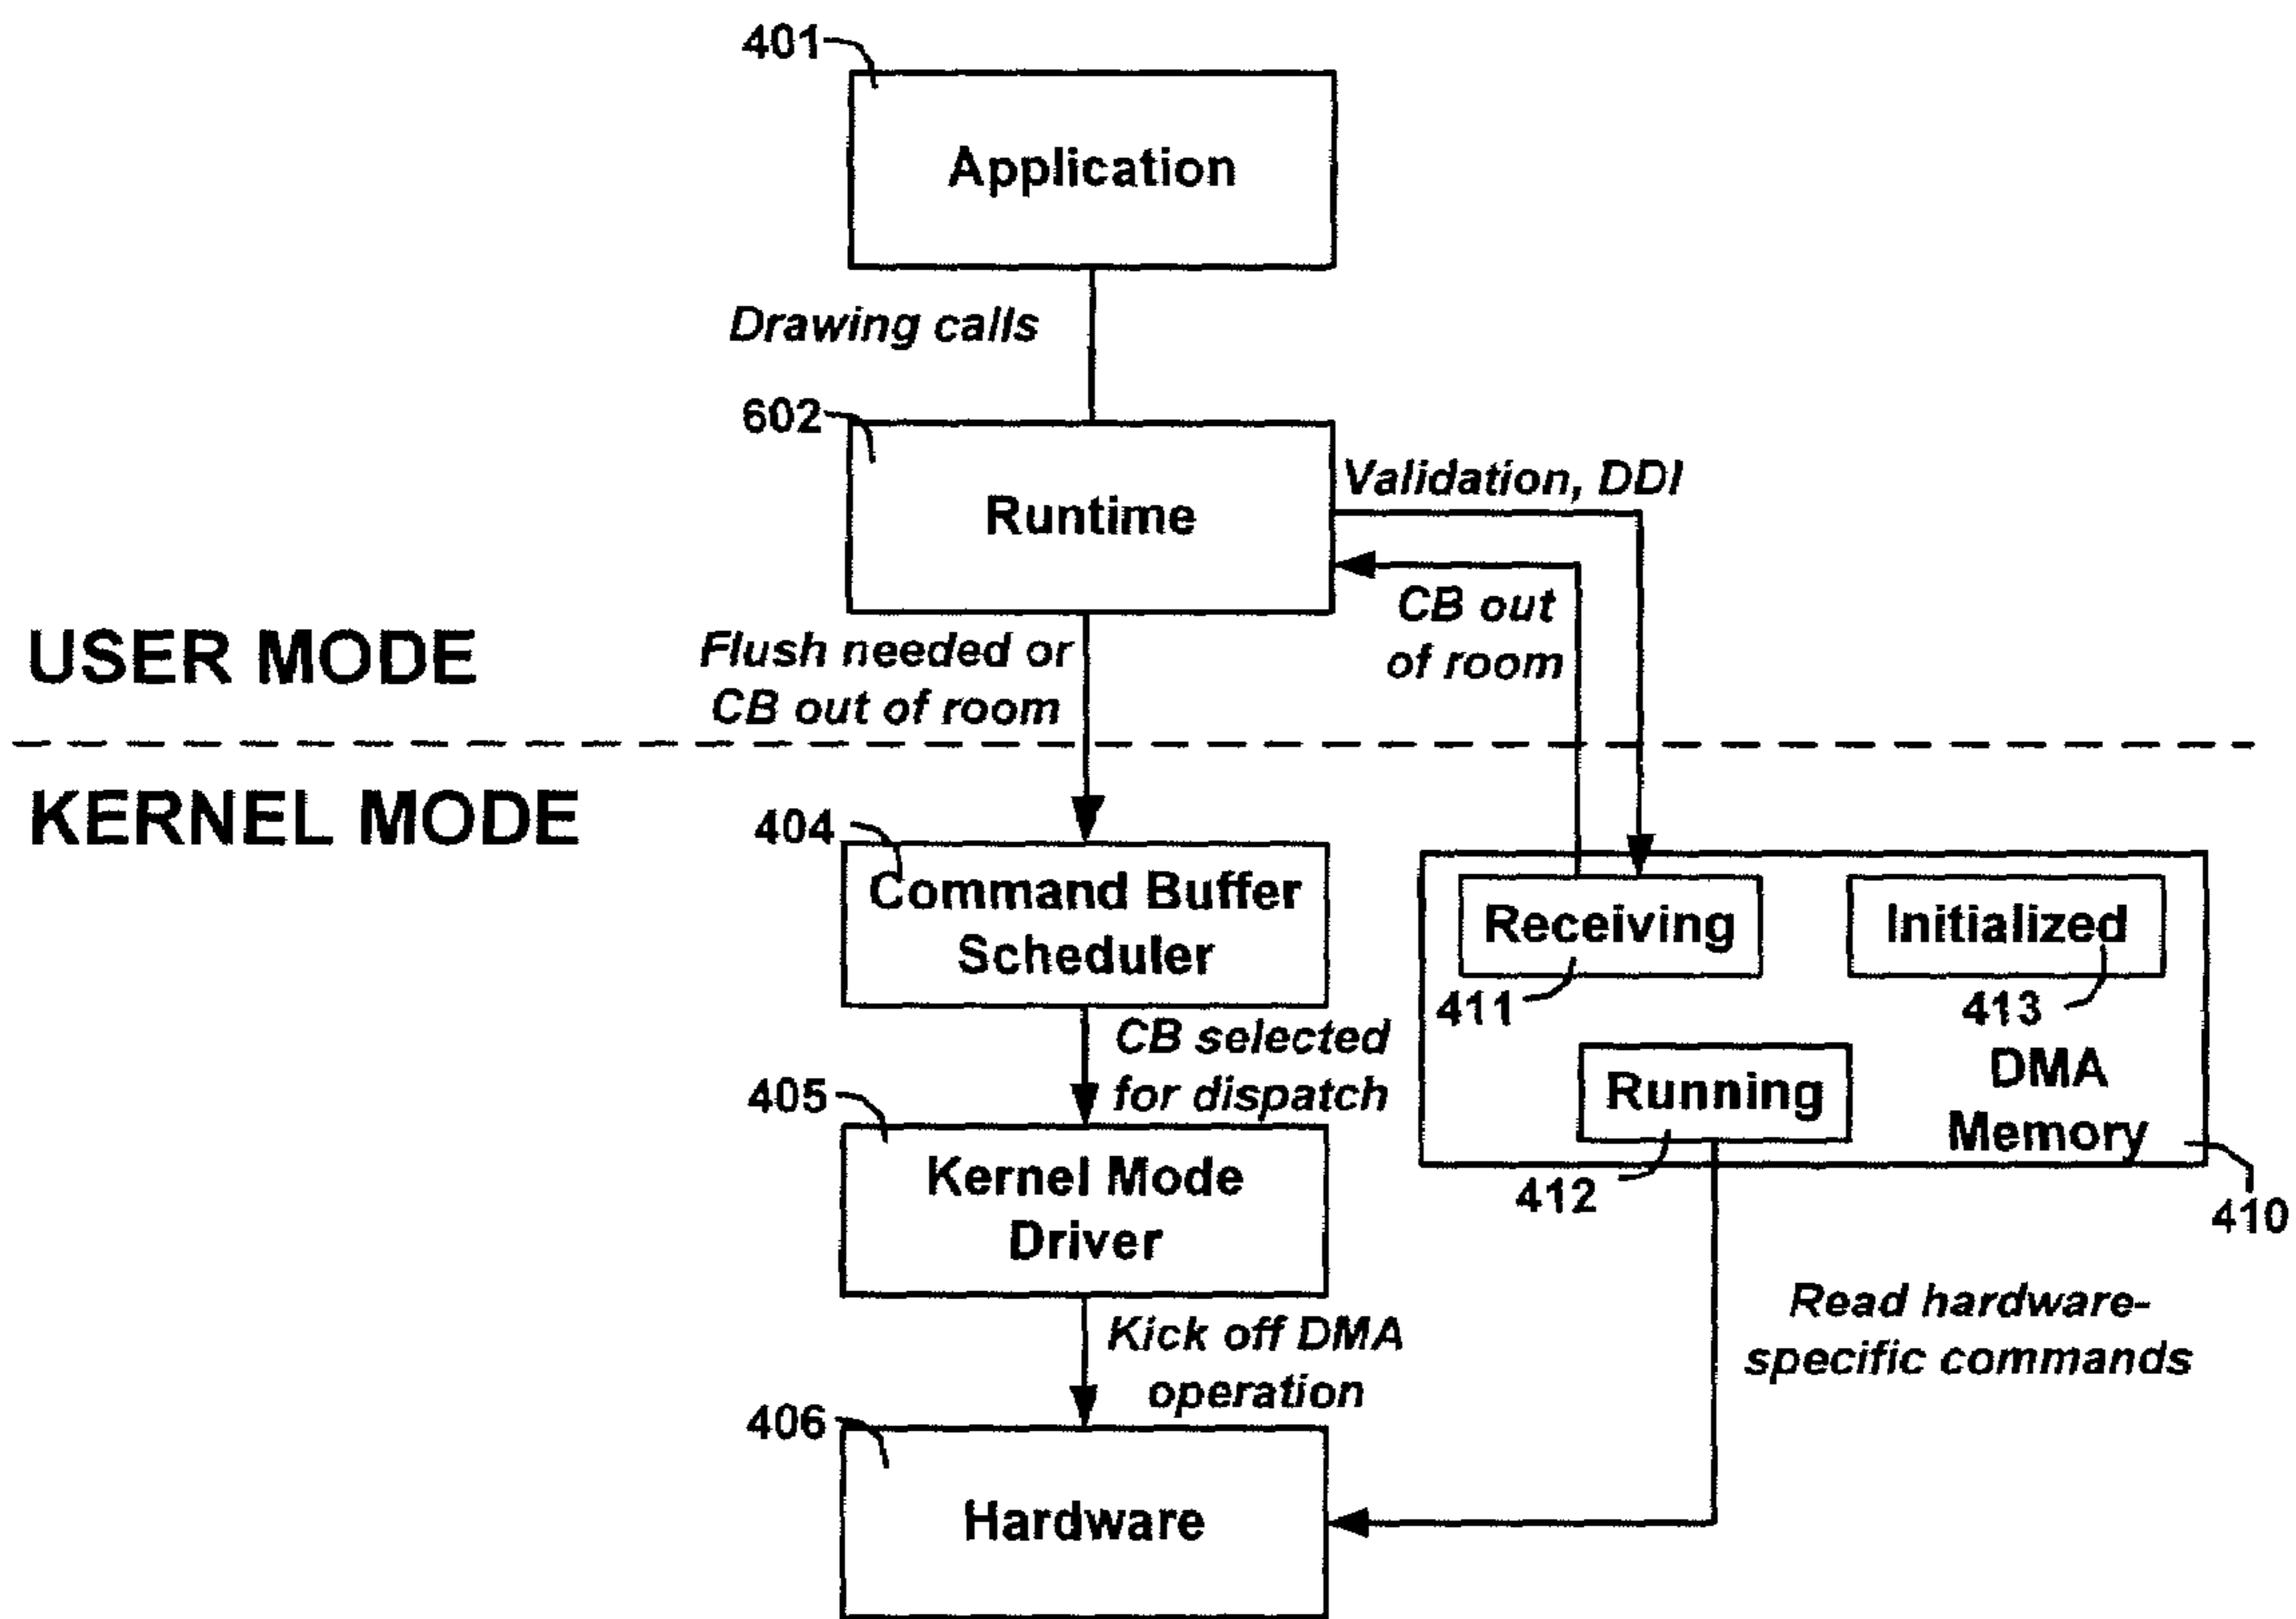 401
Application
Drawing calls
602
Runtime
Validation, DDI
CB out
of room
USER MODE
Flush needed or
CB out of room
KERNEL MODE
404
Command Buffer
Scheduler
Receiving
Initialized
411
413
CB selected
for dispatch
Running
DMA
Memory
405
412
410
Kernel Mode
Driver
Kick off DMA
operation
Read hardware-
specific commands
406
Hardware